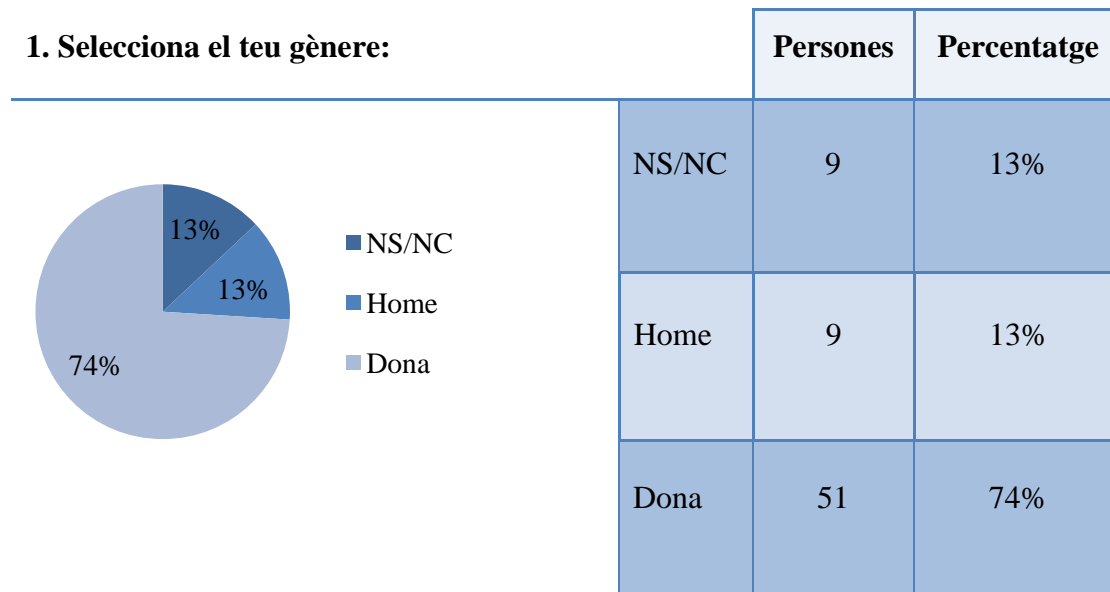 1. Selecciona el teu gènere:
Persones Percentatge
13%
13%
74%
NS/NC
Home
Dona
NS/NC 9 13%
Home 9 13%
Dona 51 74%